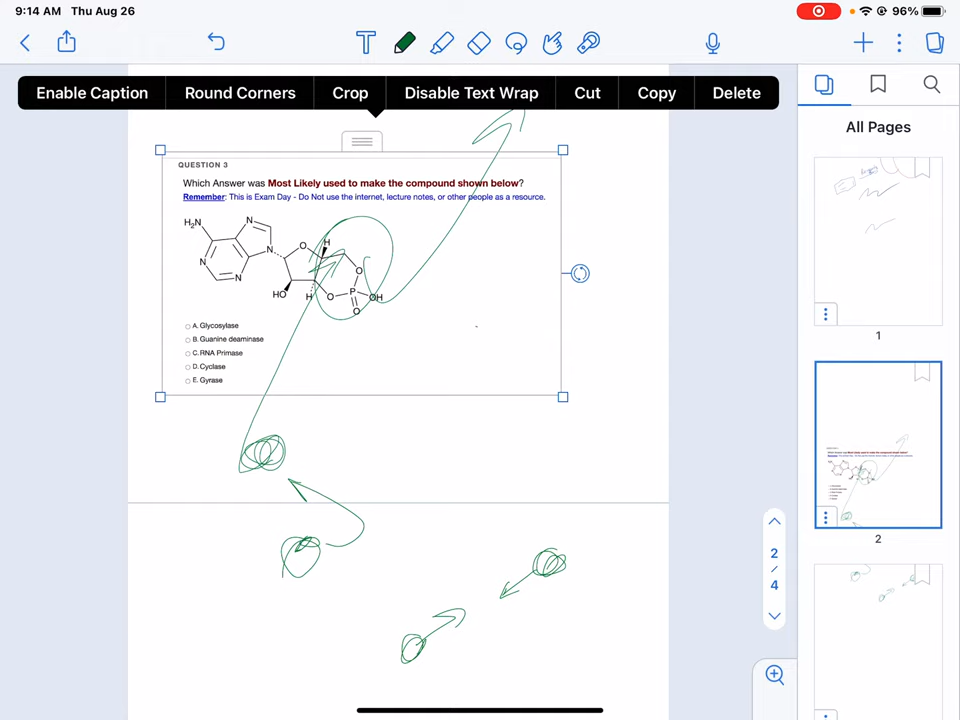 9:14 AM Thu Aug 26
96%
T
Enable Caption Round Corners Crop Disable Text Wrap Cut Copy Delete
All Pages
QUESTION 3
Which Answer was Most Likely used to make the compound shown below?
Remember: This is Exam Day - Do Not use the internet, lecture notes, or other people as a resource.
H2N
N
N
N
N
O
H
O
HO
H
O
P
OH
O
A. Glycosylase
B. Guanine deaminase
C. RNA Primase
D. Cyclase
E. Gyrase
1
2
2
/
4
3